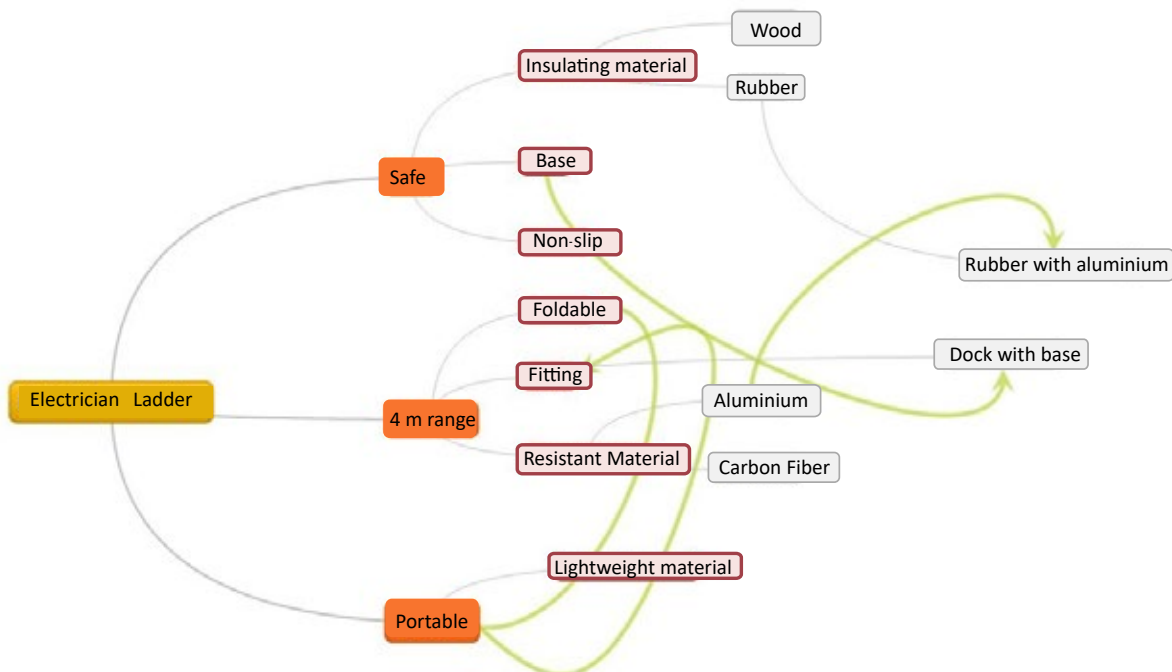 Electrician Ladder
Safe
Insulating material
Wood
Rubber
Rubber with aluminium
Base
Non-slip
4 m range
Foldable
Fitting
Dock with base
Resistant Material
Aluminium
Carbon Fiber
Portable
Lightweight material